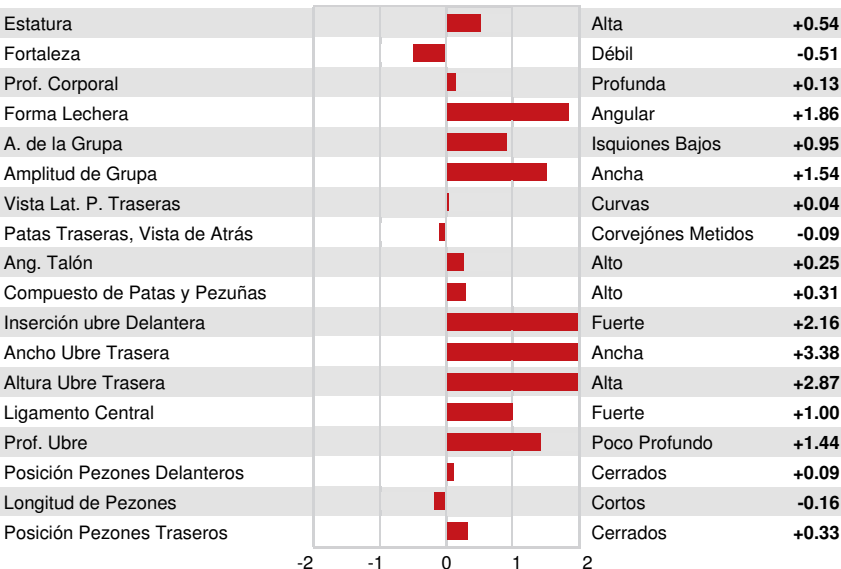 Estatura Alta +0.54
Fortaleza Débil -0.51
Prof. Corporal Profunda +0.13
Forma Lechera Angular +1.86
A. de la Grupa Isquiones Bajos +0.95
Amplitud de Grupa Ancha +1.54
Vista Lat. P. Traseras Curvas +0.04
Patas Traseras, Vista de Atrás Corvejónes Metidos -0.09
Ang. Talón Alto +0.25
Compuesto de Patas y Pezuñas Alto +0.31
Inserción ubre Delantera Fuerte +2.16
Ancho Ubre Trasera Ancha +3.38
Altura Ubre Trasera Alta +2.87
Ligamento Central Fuerte +1.00
Prof. Ubre Poco Profundo +1.44
Posición Pezones Delanteros Cerrados +0.09
Longitud de Pezones Cortos -0.16
Posición Pezones Traseros Cerrados +0.33
-2 -1 0 1 2